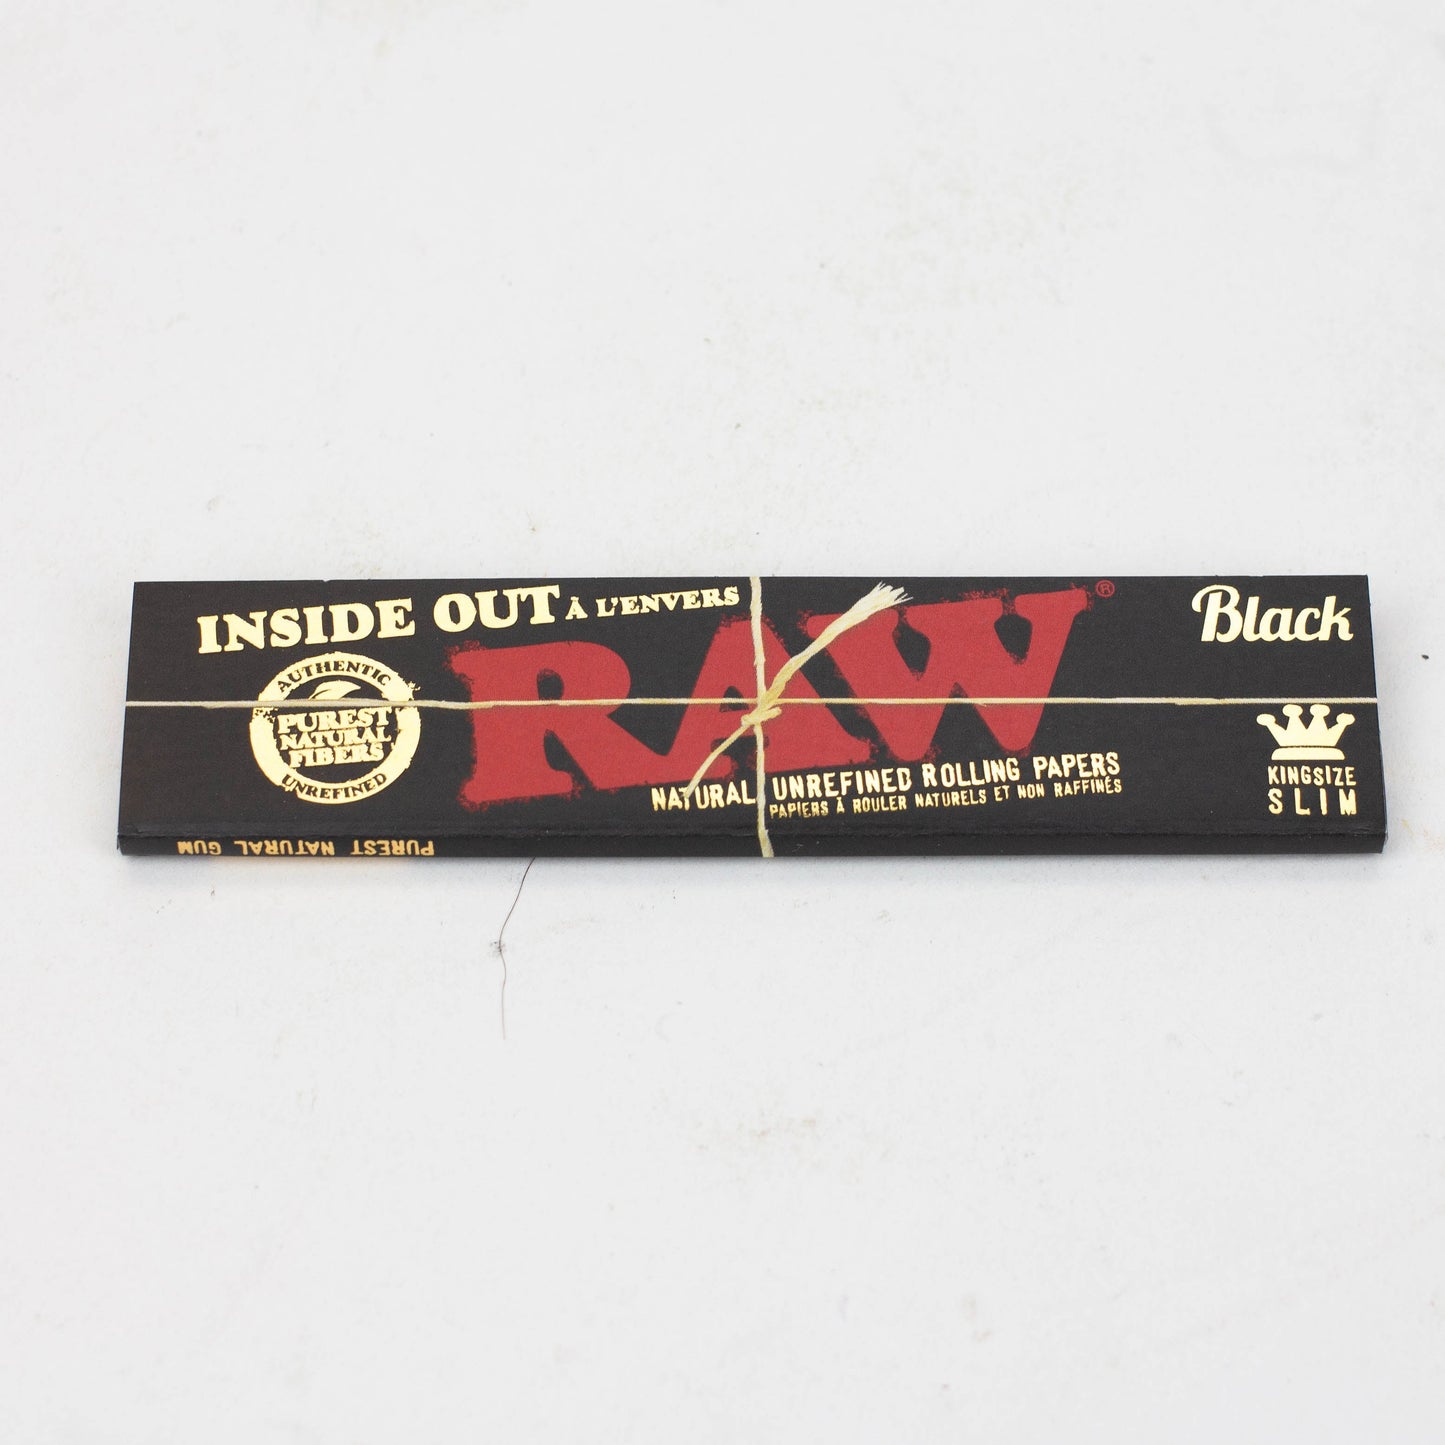 INSIDE OUT À L'ENVERS
RAW®
Black
AUTHENTIC
PUREST
NATURAL
FIBERS
UNREFINED
NATURAL UNREFINED ROLLING PAPERS
PAPIERS À ROULER NATURELS ET NON RAFFINÉS
KINGSIZE
SLIM
PUREST NATURAL GUM